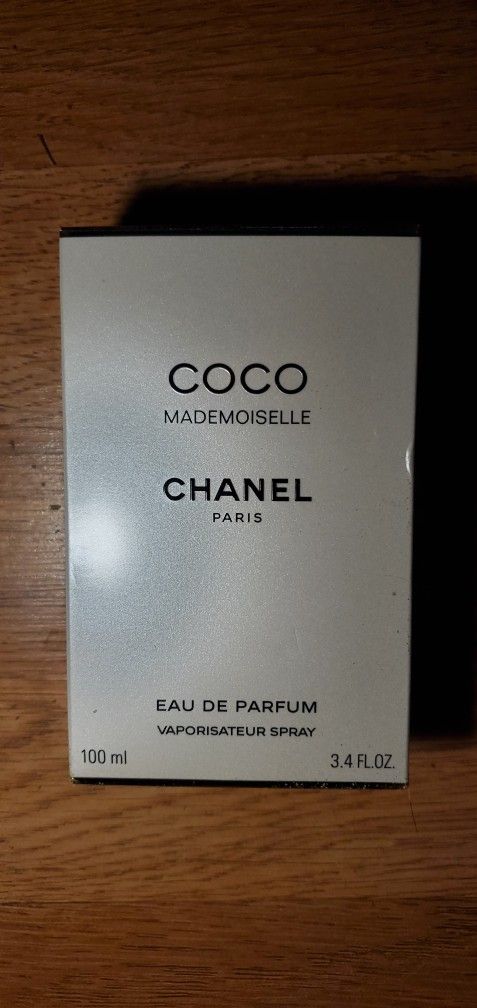 COCO
MADEMOISELLE
CHANEL
PARIS
EAU DE PARFUM
VAPORISATEUR SPRAY
100 ml 3.4 FL.OZ.